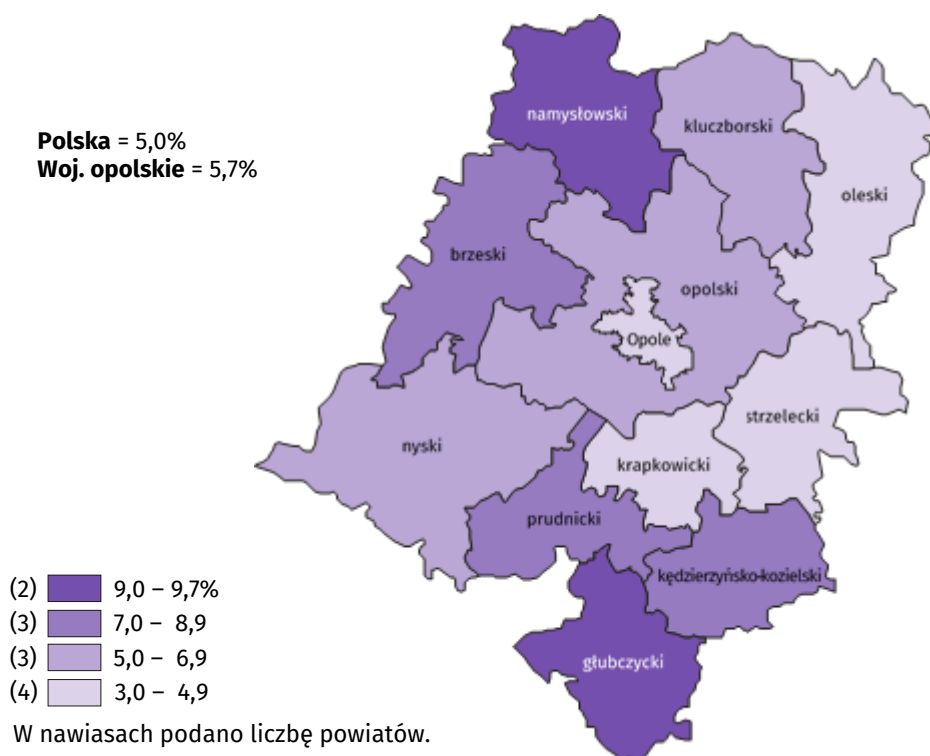 Polska = 5,0%
Woj. opolskie = 5,7%
namysłowski
kluczborski
oleski
brzeski
opolski
Opole
strzelecki
nyski
krapkowicki
prudnicki
kędzierzyńsko-kozielski
głubczycki
(2) 9,0 – 9,7%
(3) 7,0 – 8,9
(3) 5,0 – 6,9
(4) 3,0 – 4,9
W nawiasach podano liczbę powiatów.